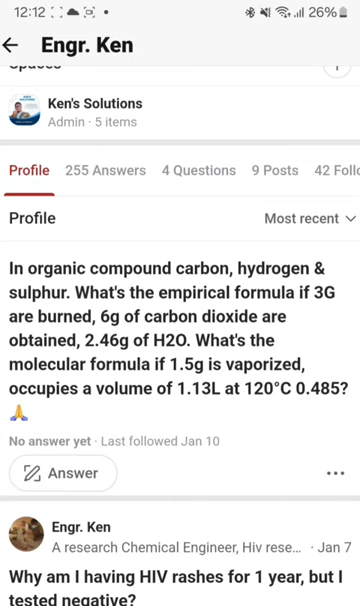 12:12 26%
Engr. Ken
Spaces
Ken's Solutions
Admin · 5 items
Profile 255 Answers 4 Questions 9 Posts 42 Follo
Profile Most recent
In organic compound carbon, hydrogen &
sulphur. What's the empirical formula if 3G
are burned, 6g of carbon dioxide are
obtained, 2.46g of H2O. What's the
molecular formula if 1.5g is vaporized,
occupies a volume of 1.13L at 120°C 0.485?
🙏
No answer yet · Last followed Jan 10
Answer
Engr. Ken
A research Chemical Engineer, Hiv rese... · Jan 7
Why am I having HIV rashes for 1 year, but I
tested negative?